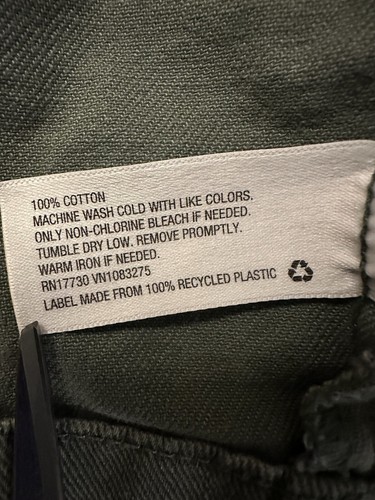 100% COTTON
MACHINE WASH COLD WITH LIKE COLORS.
ONLY NON-CHLORINE BLEACH IF NEEDED.
TUMBLE DRY LOW. REMOVE PROMPTLY.
WARM IRON IF NEEDED.
RN17730 VN1083275
LABEL MADE FROM 100% RECYCLED PLASTIC